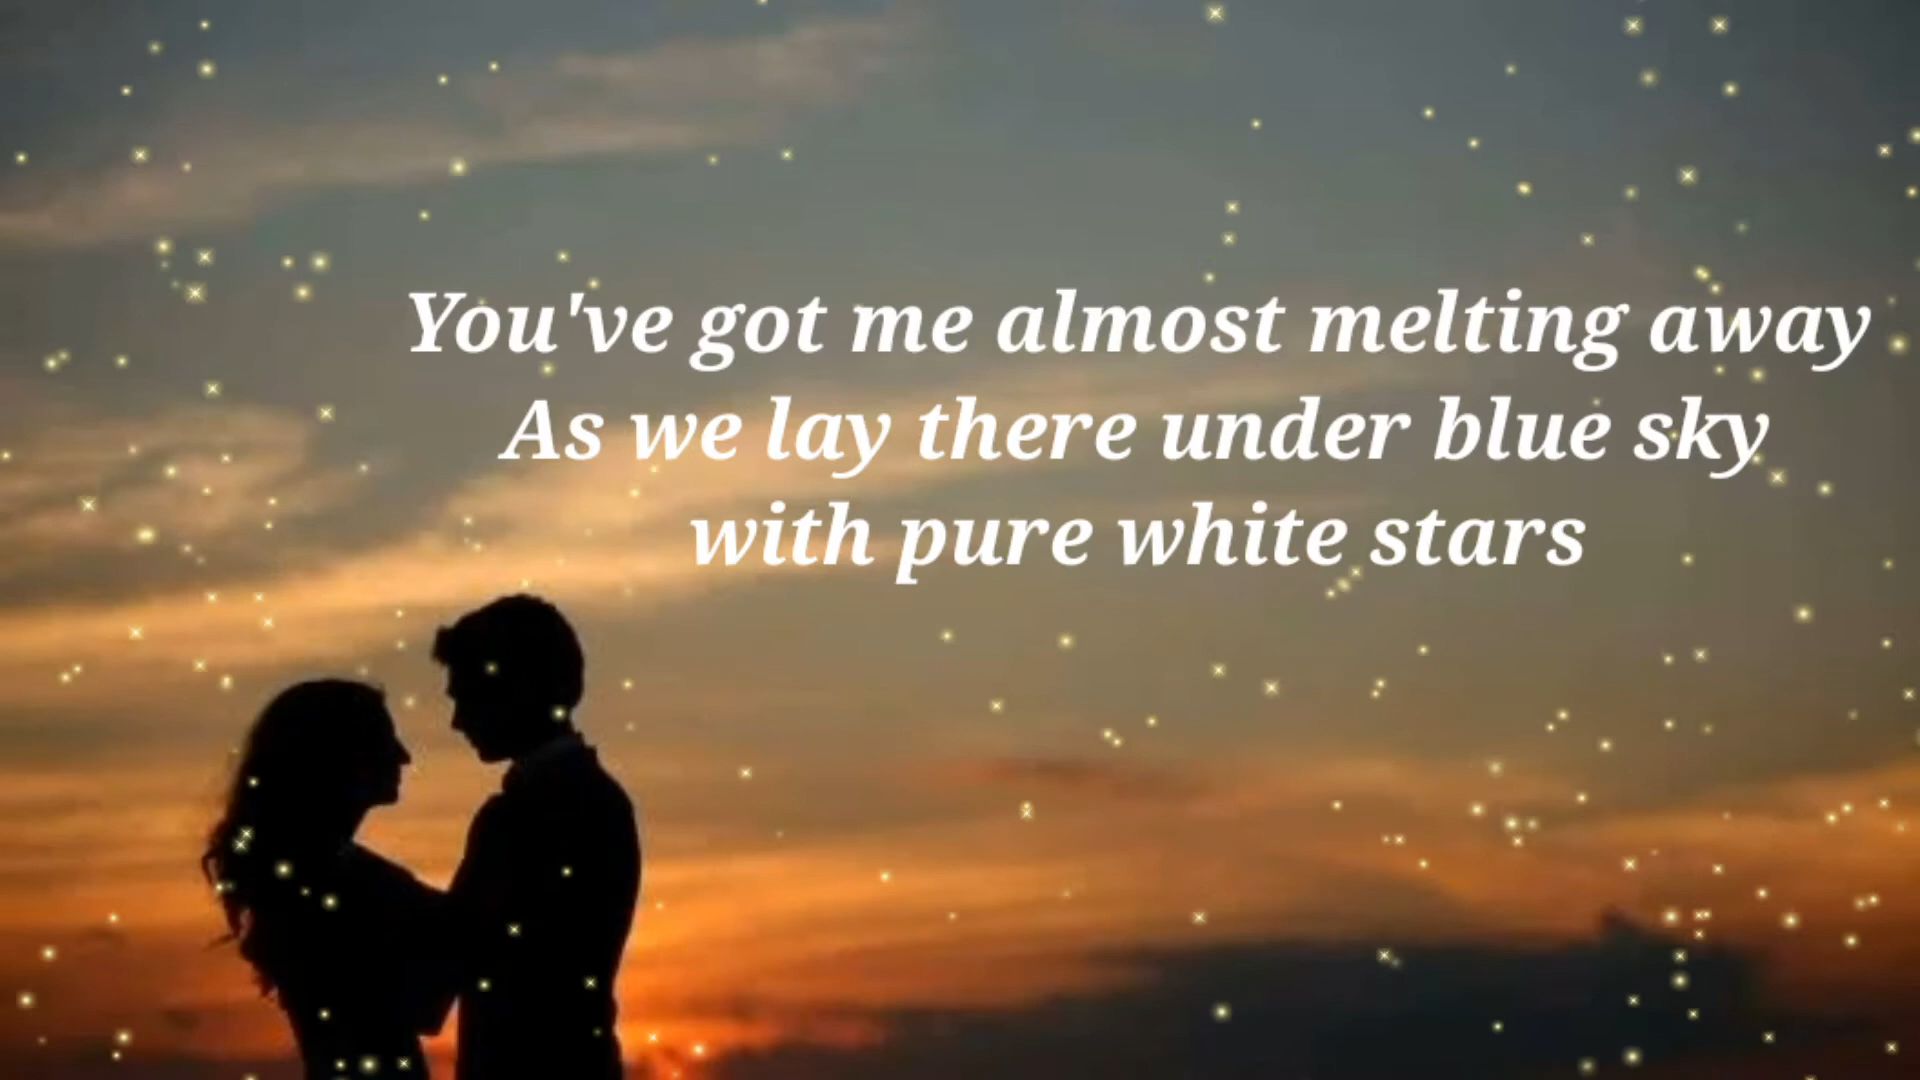 You've got me almost melting away
As we lay there under blue sky
with pure white stars